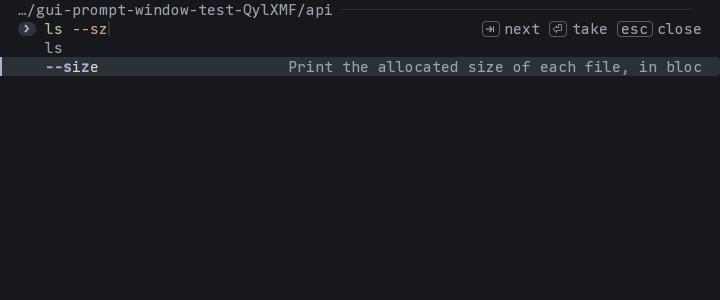 …/gui-prompt-window-test-QylXMF/api
❯ ls --sz ⇥ next ⏎ take esc close
ls
--size Print the allocated size of each file, in bloc